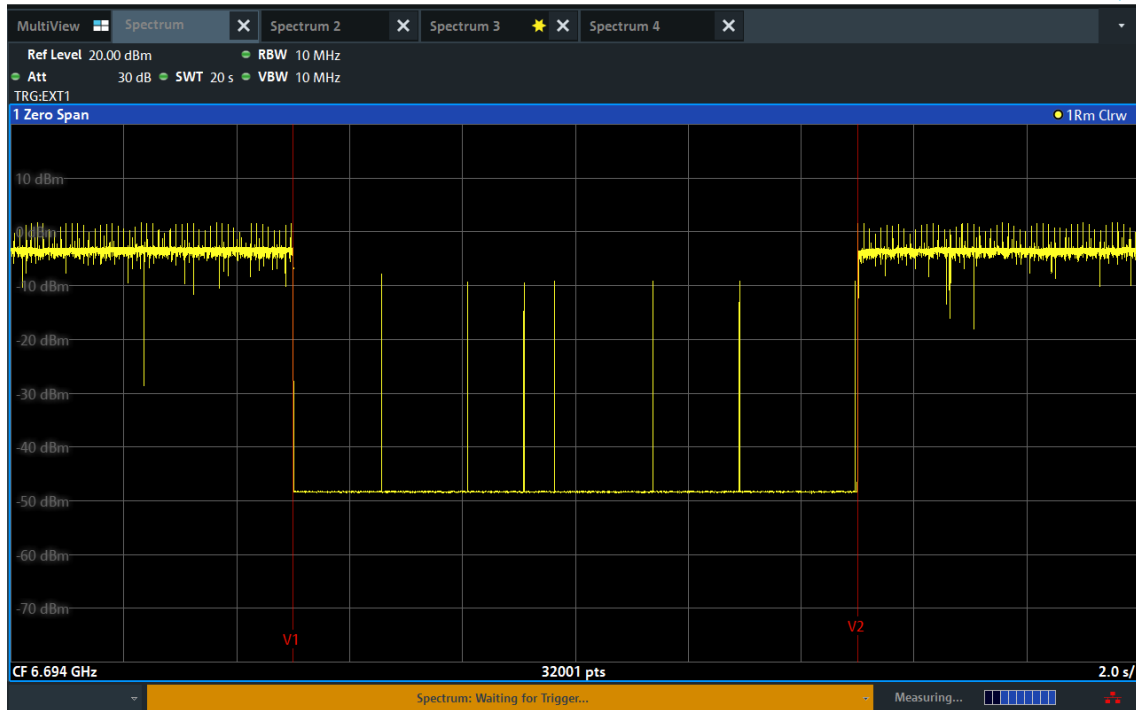 MultiView Spectrum Spectrum 2 Spectrum 3 Spectrum 4
Ref Level 20.00 dBm RBW 10 MHz
Att 30 dB SWT 20 s VBW 10 MHz
TRG:EXT1
1 Zero Span 1Rm Clrw
10 dBm
0 dBm
-10 dBm
-20 dBm
-30 dBm
-40 dBm
-50 dBm
-60 dBm
-70 dBm
V1 V2
CF 6.694 GHz 32001 pts 2.0 s/
Spectrum: Waiting for Trigger... Measuring...